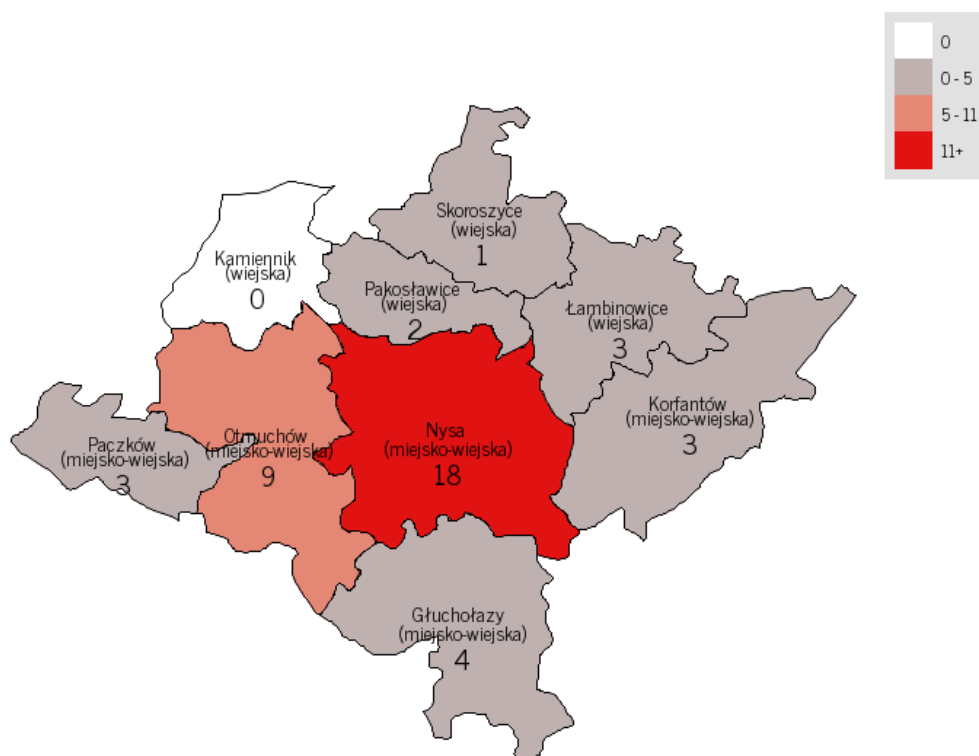 0
0 - 5
5 - 11
11+
Skoroszyce
(wiejska)
1
Kamiennik
(wiejska)
0
Pakosławice
(wiejska)
2
Łambinowice
(wiejska)
3
Korfantów
(miejsko-wiejska)
3
Nysa
(miejsko-wiejska)
18
Otmuchów
(miejsko-wiejska)
9
Paczków
(miejsko-wiejska)
3
Głuchołazy
(miejsko-wiejska)
4